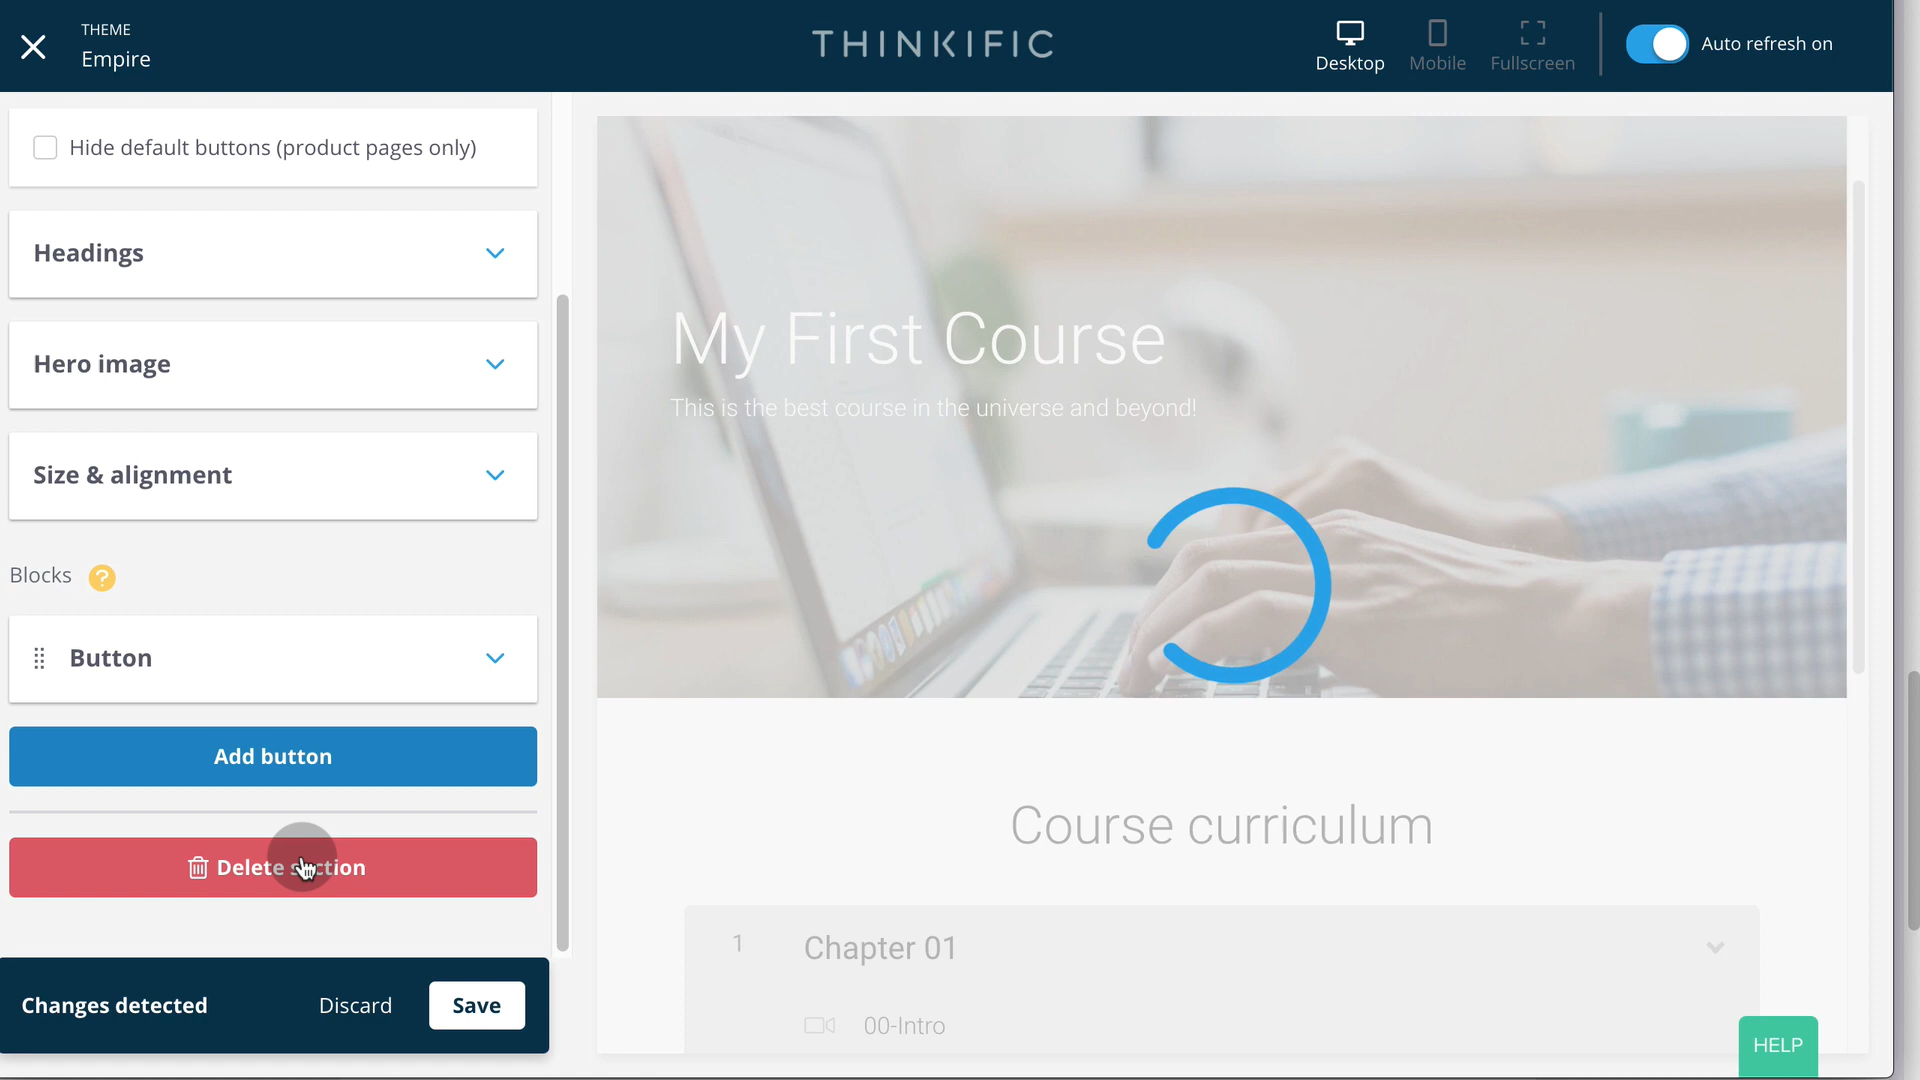 THEME
Empire
THINKIFIC
Desktop
Mobile
Fullscreen
Auto refresh on
Hide default buttons (product pages only)
Headings
Hero image
Size & alignment
Blocks ?
Button
Add button
Delete section
Changes detected
Discard
Save
My First Course
This is the best course in the universe and beyond!
Course curriculum
1 Chapter 01
00-Intro
HELP